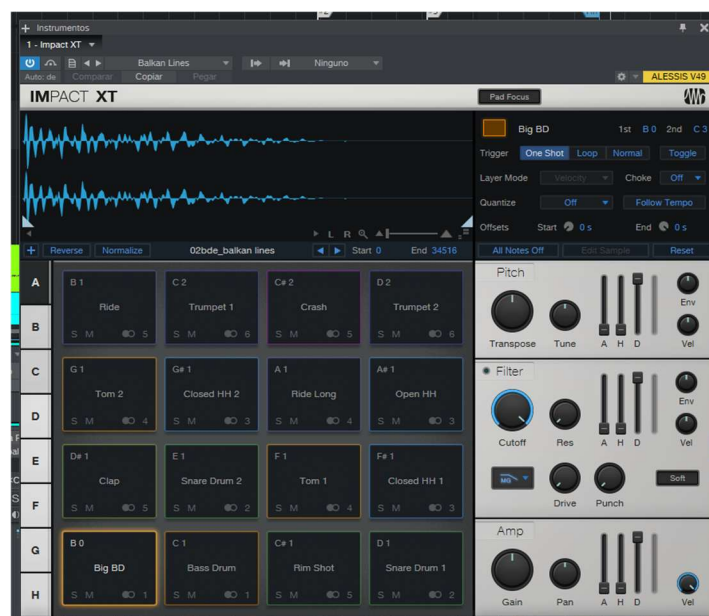 Instrumentos
1 - Impact XT
Balkan Lines
Ninguno
Auto: de Comparar Copiar Pegar
ALESSIS V49
IMPACT XT
Pad Focus
Big BD 1st B 0 2nd C 3
Trigger One Shot Loop Normal Toggle
Layer Mode Velocity Choke Off
Quantize Off Follow Tempo
Offsets Start 0 s End 0 s
L R
Reverse Normalize 02bde_balkan lines Start 0 End 34516
All Notes Off Edit Sample Reset
A
B
C
D
E
F
G
H
B 1
Ride
S M 5
C 2
Trumpet 1
S M 6
C# 2
Crash
S M 5
D 2
Trumpet 2
S M 6
G 1
Tom 2
S M 4
G# 1
Closed HH 2
S M 3
A 1
Ride Long
S M 5
A# 1
Open HH
S M 3
D# 1
Clap
S M 5
E 1
Snare Drum 2
S M 2
F 1
Tom 1
S M 4
F# 1
Closed HH 1
S M 3
B 0
Big BD
S M 1
C 1
Bass Drum
S M 1
C# 1
Rim Shot
S M 5
D 1
Snare Drum 1
S M 2
Pitch
Env
Transpose Tune A H D Vel
Filter
Env
Cutoff Res A H D Vel
MG
Soft
Drive Punch
Amp
Gain Pan A H D Vel